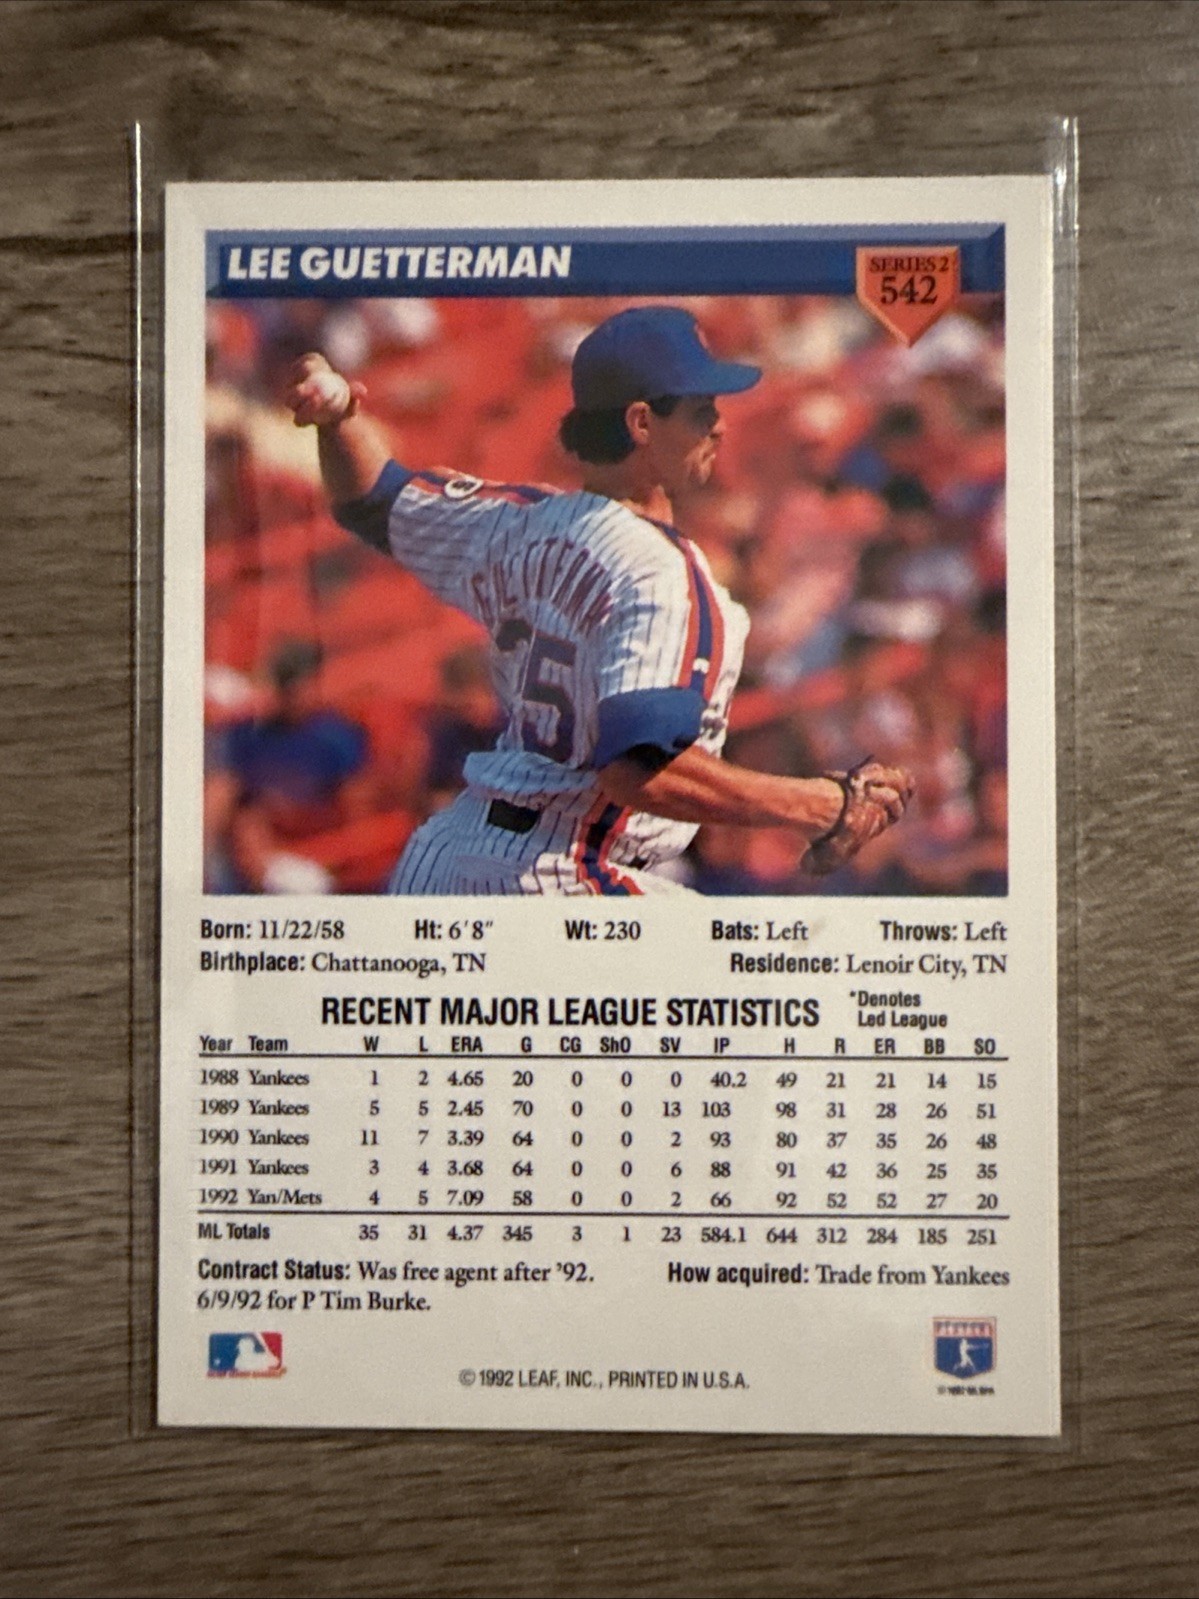 LEE GUETTERMAN
SERIES 2
542
GUETTERMAN
35
Born: 11/22/58 Ht: 6'8" Wt: 230 Bats: Left Throws: Left
Birthplace: Chattanooga, TN Residence: Lenoir City, TN
RECENT MAJOR LEAGUE STATISTICS *Denotes
Led League
Year Team W L ERA G CG ShO SV IP H R ER BB SO
1988 Yankees 1 2 4.65 20 0 0 0 40.2 49 21 21 14 15
1989 Yankees 5 5 2.45 70 0 0 13 103 98 31 28 26 51
1990 Yankees 11 7 3.39 64 0 0 2 93 80 37 35 26 48
1991 Yankees 3 4 3.68 64 0 0 6 88 91 42 36 25 35
1992 Yan/Mets 4 5 7.09 58 0 0 2 66 92 52 52 27 20
ML Totals 35 31 4.37 345 3 1 23 584.1 644 312 284 185 251
Contract Status: Was free agent after '92. How acquired: Trade from Yankees
6/9/92 for P Tim Burke.
PLAYERS
© 1992 LEAF, INC., PRINTED IN U.S.A.